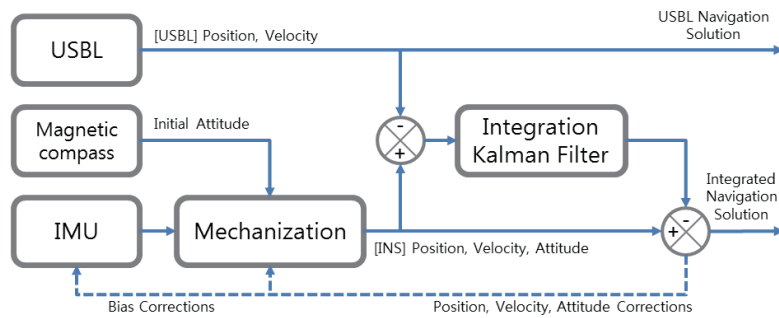 USBL Navigation
Solution
USBL
[USBL] Position, Velocity
Magnetic
compass
Initial Attitude
-
+
Integration
Kalman Filter
Integrated
Navigation
Solution
IMU
Mechanization
-
+
[INS] Position, Velocity, Attitude
Bias Corrections
Position, Velocity, Attitude Corrections